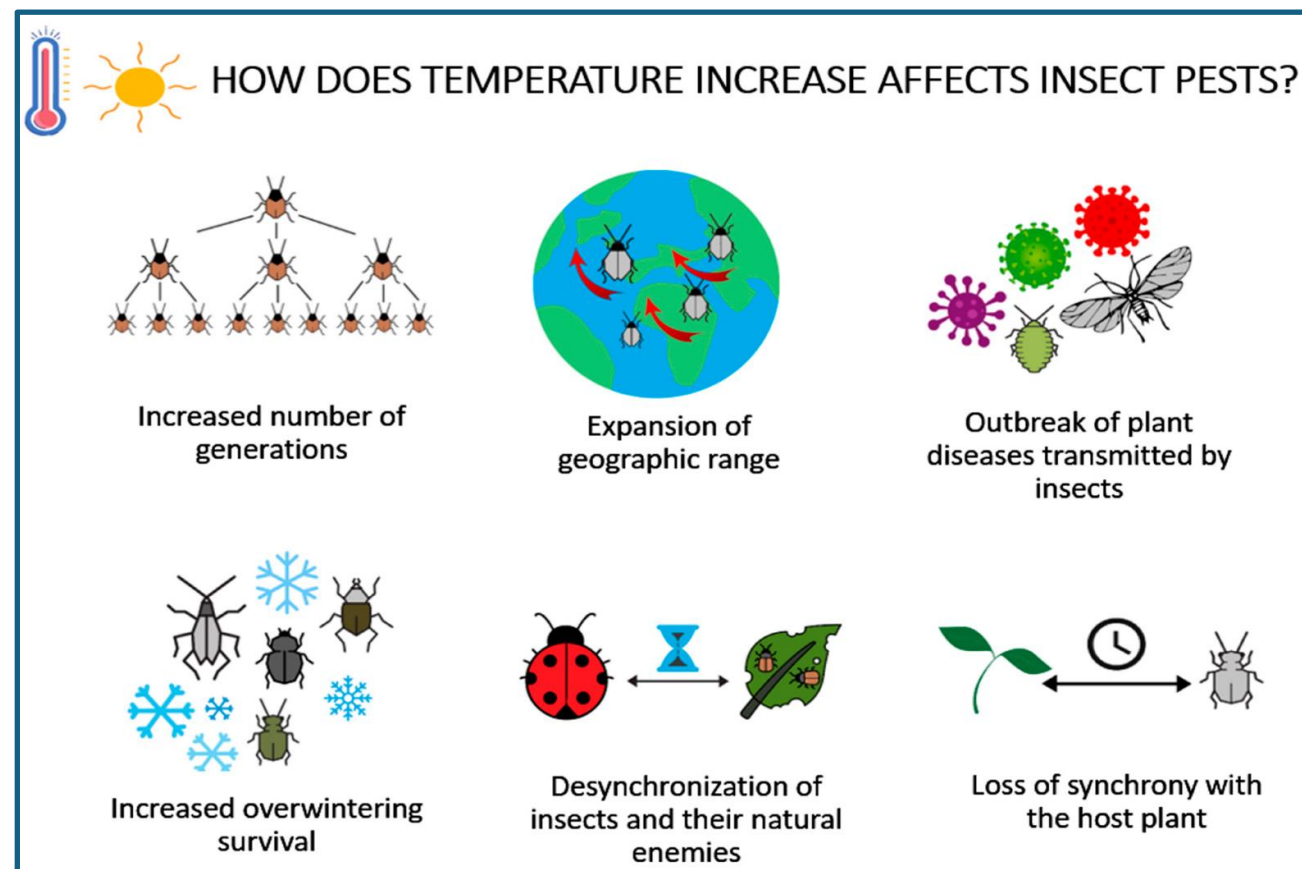 HOW DOES TEMPERATURE INCREASE AFFECTS INSECT PESTS?
Increased number of
generations
Expansion of
geographic range
Outbreak of plant
diseases transmitted by
insects
Increased overwintering
survival
Desynchronization of
insects and their natural
enemies
Loss of synchrony with
the host plant